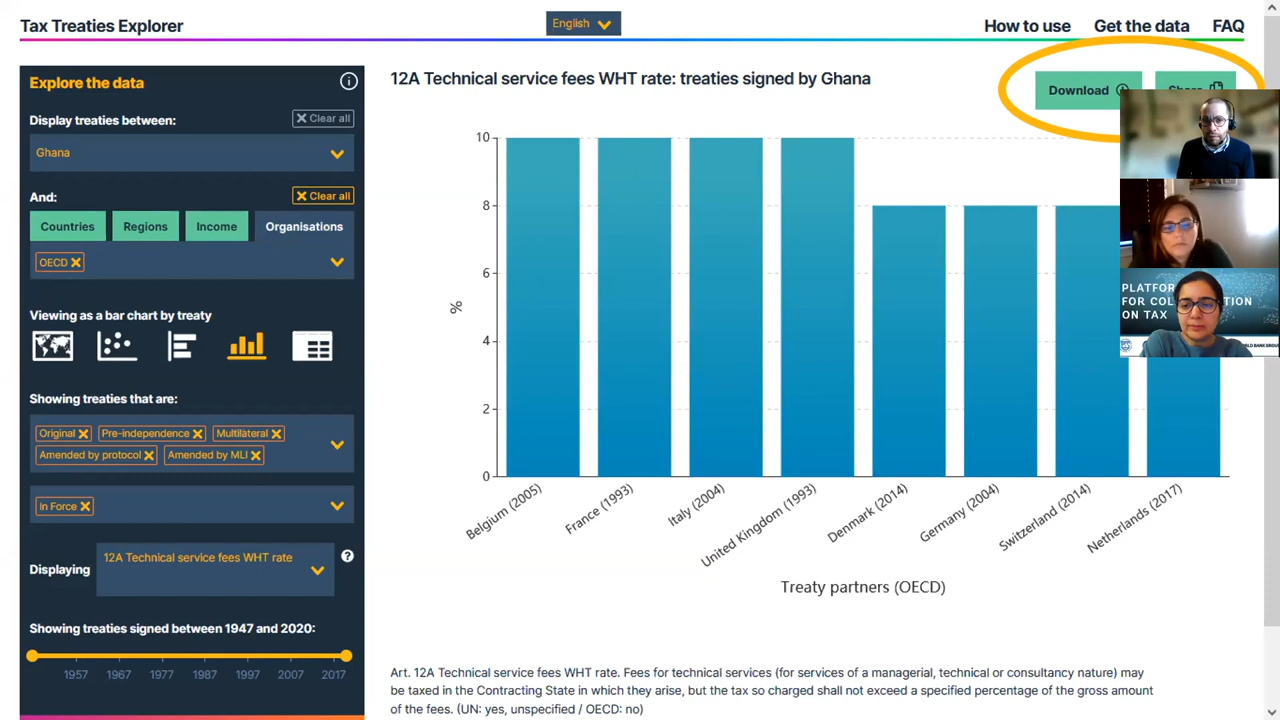 Tax Treaties Explorer
English
How to use
Get the data
FAQ
Explore the data
i
Display treaties between:
Clear all
Ghana
And:
Clear all
Countries
Regions
Income
Organisations
OECD
Viewing as a bar chart by treaty
Showing treaties that are:
Original
Pre-independence
Multilateral
Amended by protocol
Amended by MLI
In Force
Displaying
12A Technical service fees WHT rate
?
Showing treaties signed between 1947 and 2020:
1957 1967 1977 1987 1997 2007 2017
12A Technical service fees WHT rate: treaties signed by Ghana
Download
Share
10
8
6
4
2
0
%
Belgium (2005)
France (1993)
Italy (2004)
United Kingdom (1993)
Denmark (2014)
Germany (2004)
Switzerland (2014)
Netherlands (2017)
Treaty partners (OECD)
Art. 12A Technical service fees WHT rate. Fees for technical services (for services of a managerial, technical or consultancy nature) may
be taxed in the Contracting State in which they arise, but the tax so charged shall not exceed a specified percentage of the gross amount
of the fees. (UN: yes, unspecified / OECD: no)
PLATFOR
FOR COL TION
ON TAX
RLD BANK GROU